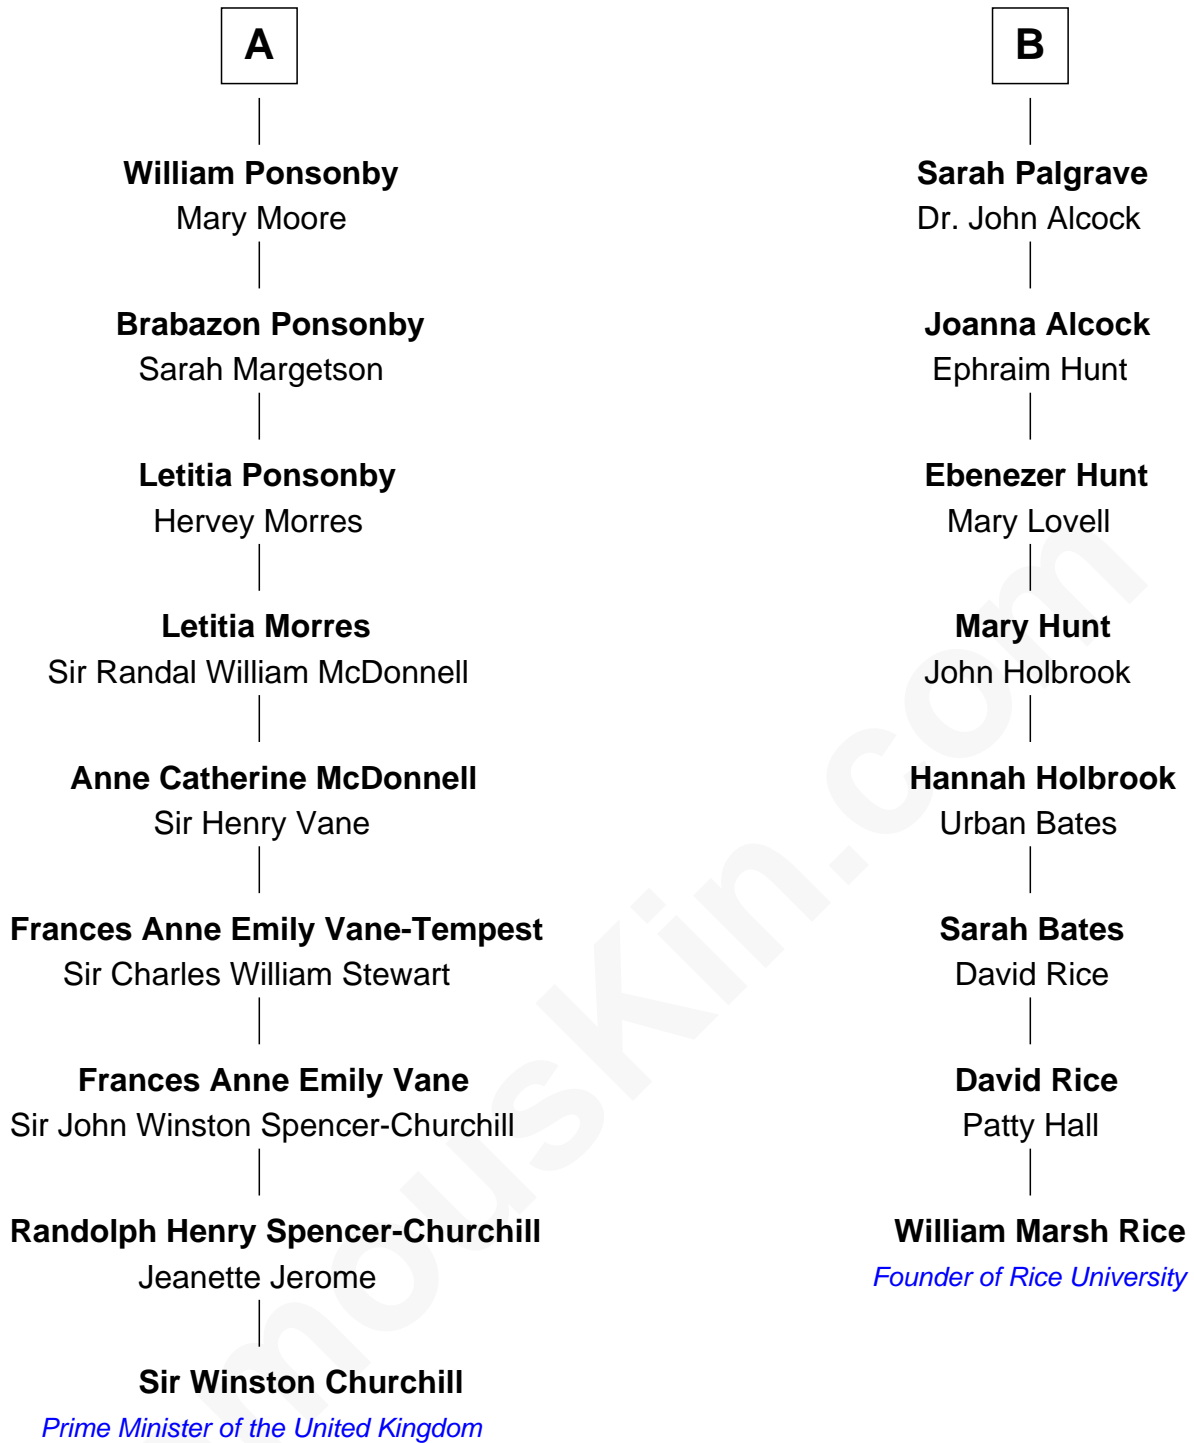 A
William Ponsonby
Mary Moore
Brabazon Ponsonby
Sarah Margetson
Letitia Ponsonby
Hervey Morres
Letitia Morres
Sir Randal William McDonnell
Anne Catherine McDonnell
Sir Henry Vane
Frances Anne Emily Vane-Tempest
Sir Charles William Stewart
Frances Anne Emily Vane
Sir John Winston Spencer-Churchill
Randolph Henry Spencer-Churchill
Jeanette Jerome
Sir Winston Churchill
Prime Minister of the United Kingdom
B
Sarah Palgrave
Dr. John Alcock
Joanna Alcock
Ephraim Hunt
Ebenezer Hunt
Mary Lovell
Mary Hunt
John Holbrook
Hannah Holbrook
Urban Bates
Sarah Bates
David Rice
David Rice
Patty Hall
William Marsh Rice
Founder of Rice University
mouskin.com